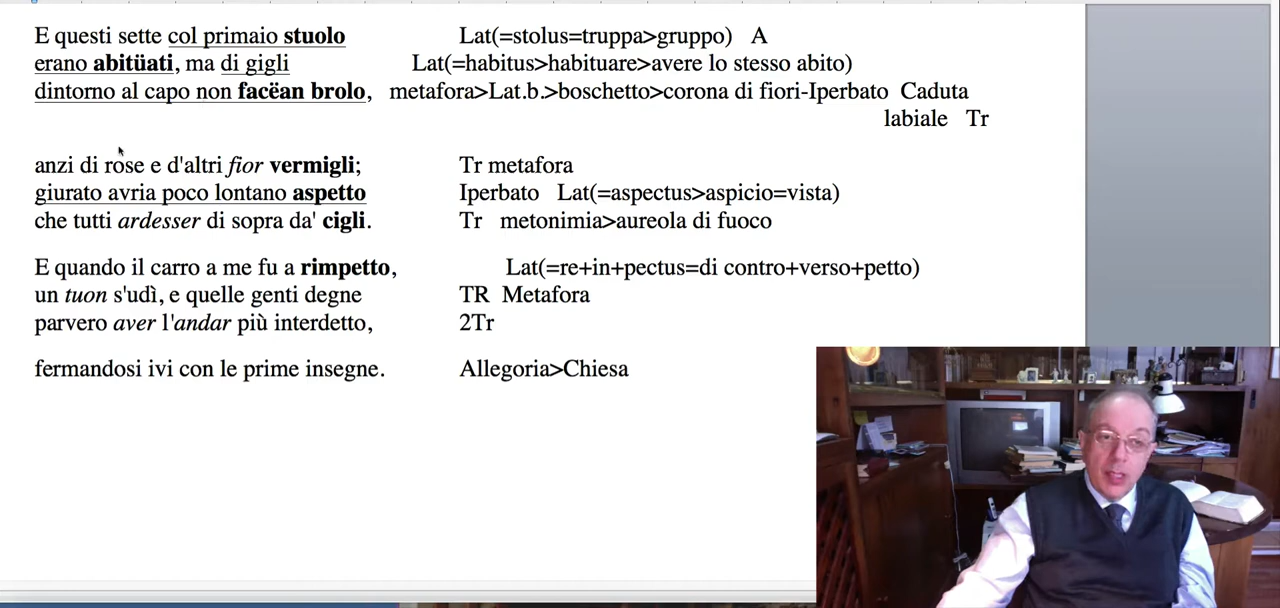 E questi sette col primaio stuolo Lat(=stolus=truppa>gruppo) A
erano abitüati, ma di gigli Lat(=habitus>habituare>avere lo stesso abito)
dintorno al capo non facëan brolo, metafora>Lat.b.>boschetto>corona di fiori-Iperbato Caduta
labiale Tr
anzi di rose e d'altri fior vermigli; Tr metafora
giurato avria poco lontano aspetto Iperbato Lat(=aspectus>aspicio=vista)
che tutti ardesser di sopra da' cigli. Tr metonimia>aureola di fuoco
E quando il carro a me fu a rimpetto, Lat(=re+in+pectus=di contro+verso+petto)
un tuon s'udì, e quelle genti degne TR Metafora
parvero aver l'andar più interdetto, 2Tr
fermandosi ivi con le prime insegne. Allegoria>Chiesa